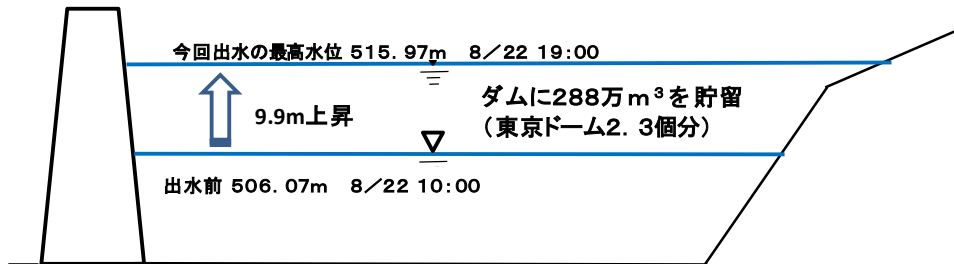 今回出水の最高水位 515．97m　8／22 19：00
ダムに288万m³を貯留
（東京ドーム2．3個分）
9.9m上昇
出水前 506．07m　8／22 10：00